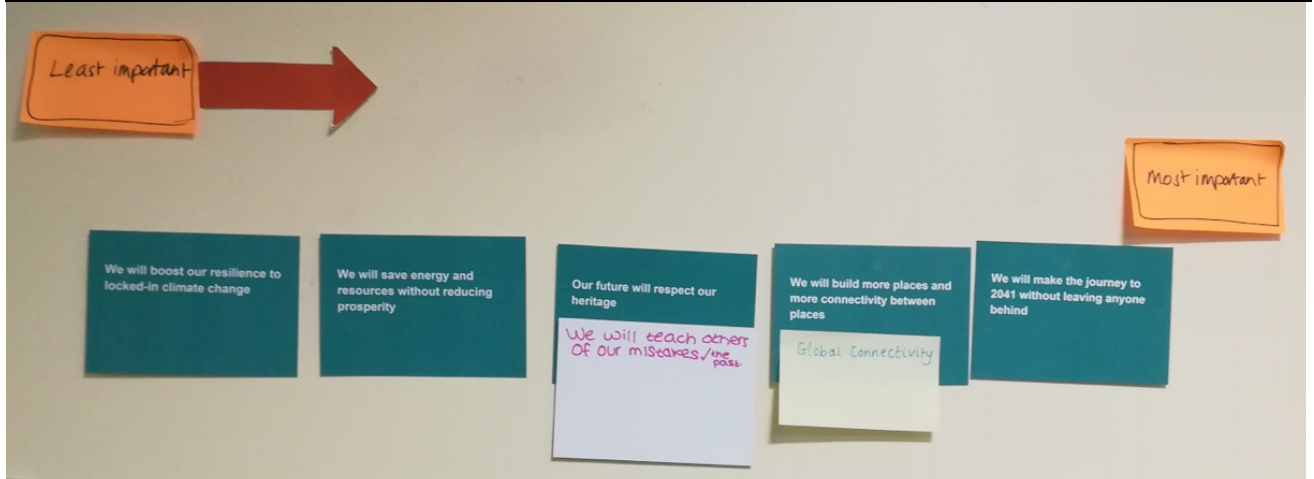 Least important
Most important
We will boost our resilience to
locked-in climate change
We will save energy and
resources without reducing
prosperity
Our future will respect our
heritage
We will teach others
of our mistakes/the
past.
We will build more places and
more connectivity between
places
Global Connectivity
We will make the journey to
2041 without leaving anyone
behind